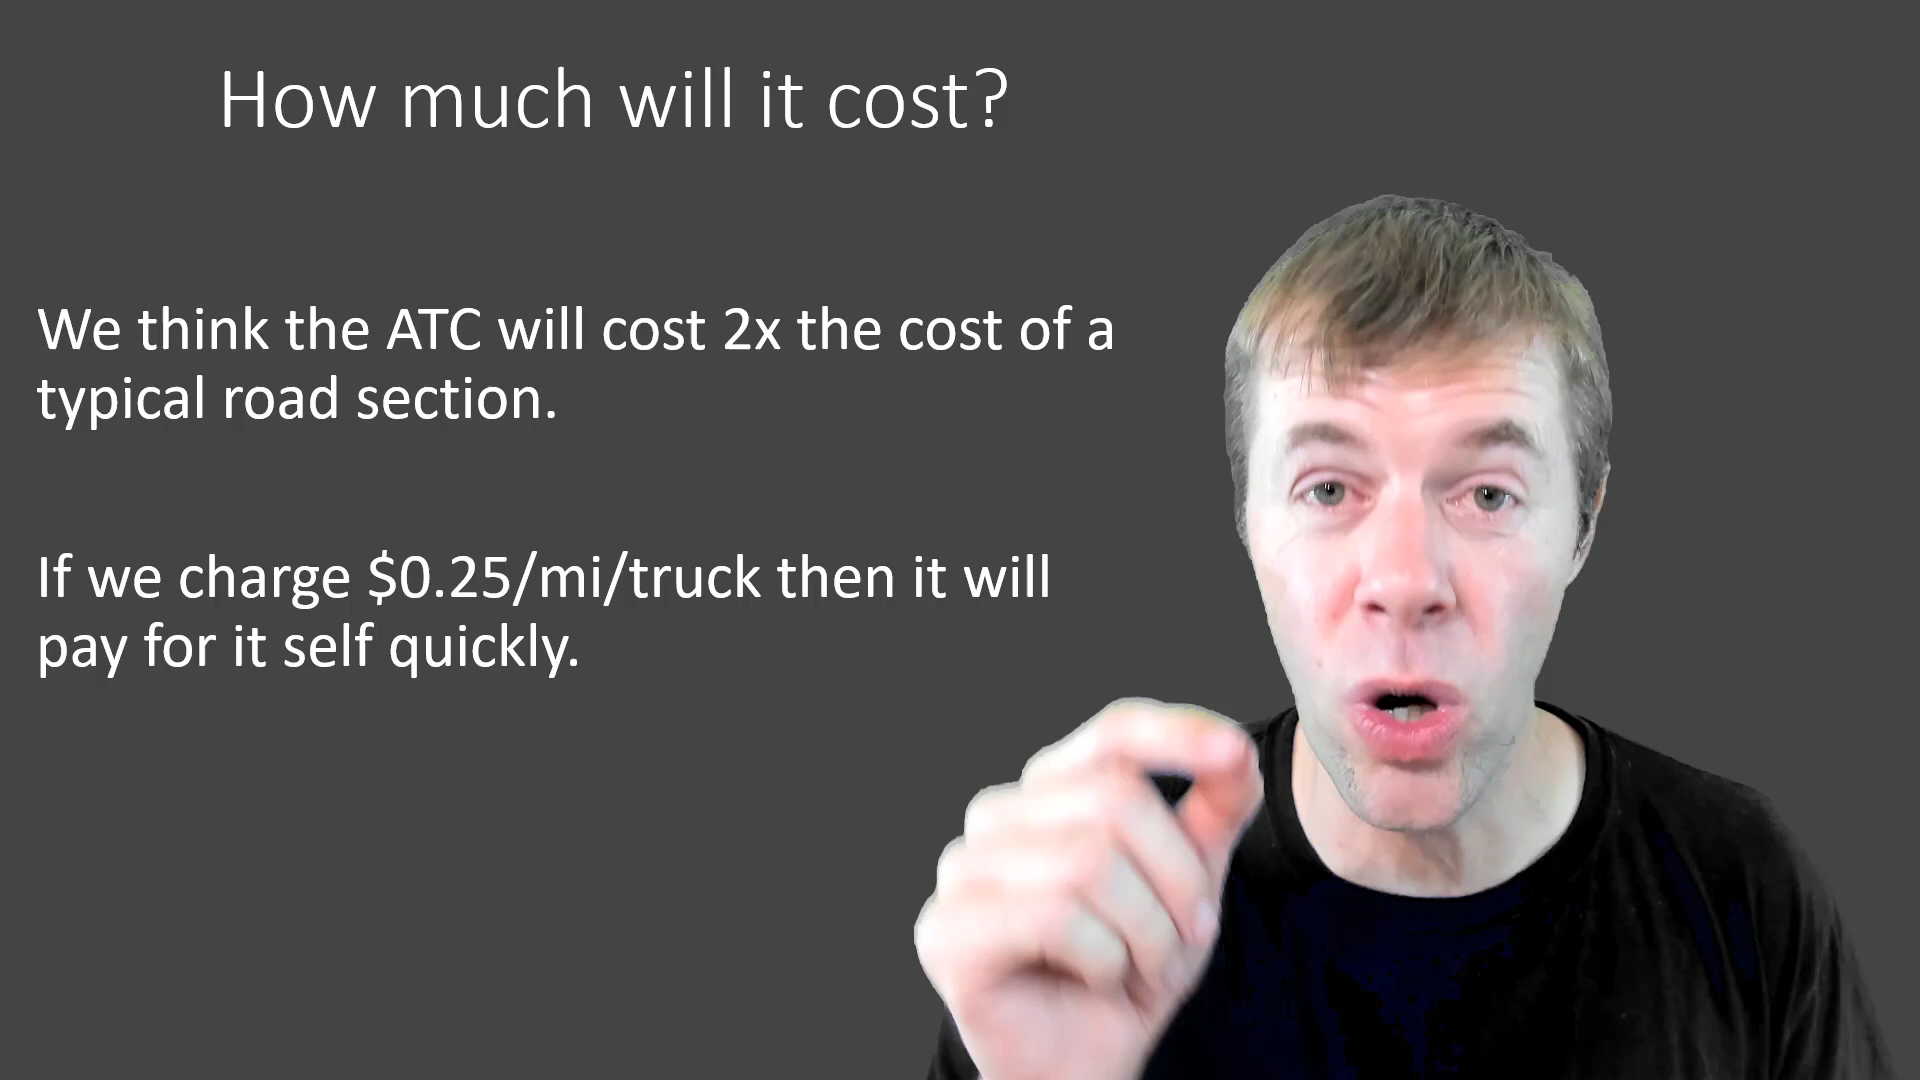 How much will it cost?
We think the ATC will cost 2x the cost of a
typical road section.
If we charge $0.25/mi/truck then it will
pay for it self quickly.